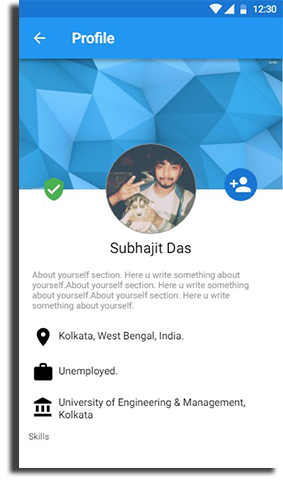 12:30
Profile
Subhajit Das
About yourself section. Here u write something about
yourself.About yourself section. Here u write something
about yourself.About yourself section. Here u write
something about yourself.
Kolkata, West Bengal, India.
Unemployed.
University of Engineering & Management,
Kolkata
Skills